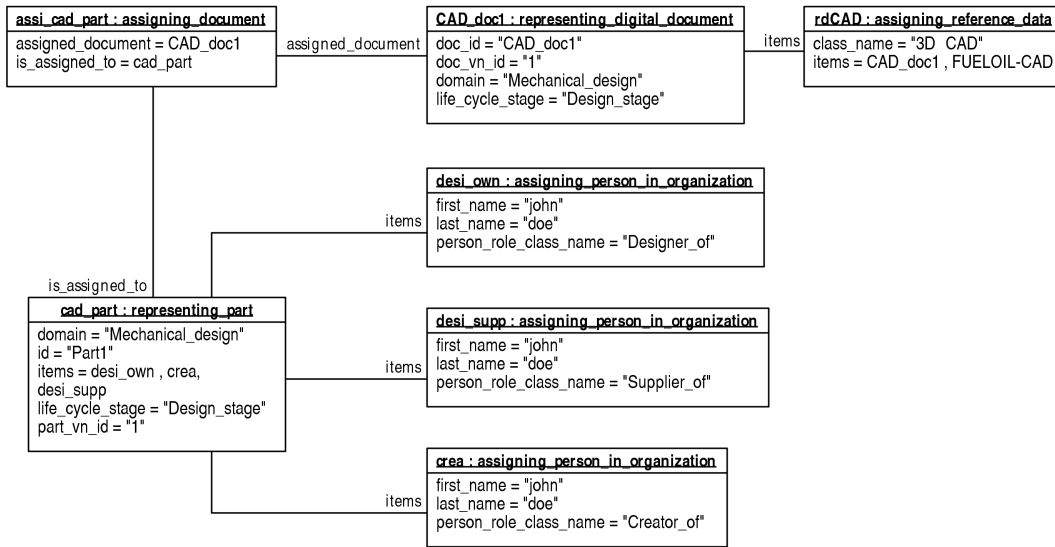 assi_cad_part : assigning_document
assigned_document = CAD_doc1
is_assigned_to = cad_part
assigned_document
CAD_doc1 : representing_digital_document
doc_id = "CAD_doc1"
doc_vn_id = "1"
domain = "Mechanical_design"
life_cycle_stage = "Design_stage"
items
rdCAD : assigning_reference_data
class_name = "3D_CAD"
items = CAD_doc1 , FUELOIL-CAD
desi_own : assigning_person_in_organization
first_name = "john"
last_name = "doe"
person_role_class_name = "Designer_of"
items
is_assigned_to
cad_part : representing_part
domain = "Mechanical_design"
id = "Part1"
items = desi_own , crea,
desi_supp
life_cycle_stage = "Design_stage"
part_vn_id = "1"
desi_supp : assigning_person_in_organization
first_name = "john"
last_name = "doe"
person_role_class_name = "Supplier_of"
items
crea : assigning_person_in_organization
first_name = "john"
last_name = "doe"
person_role_class_name = "Creator_of"
items